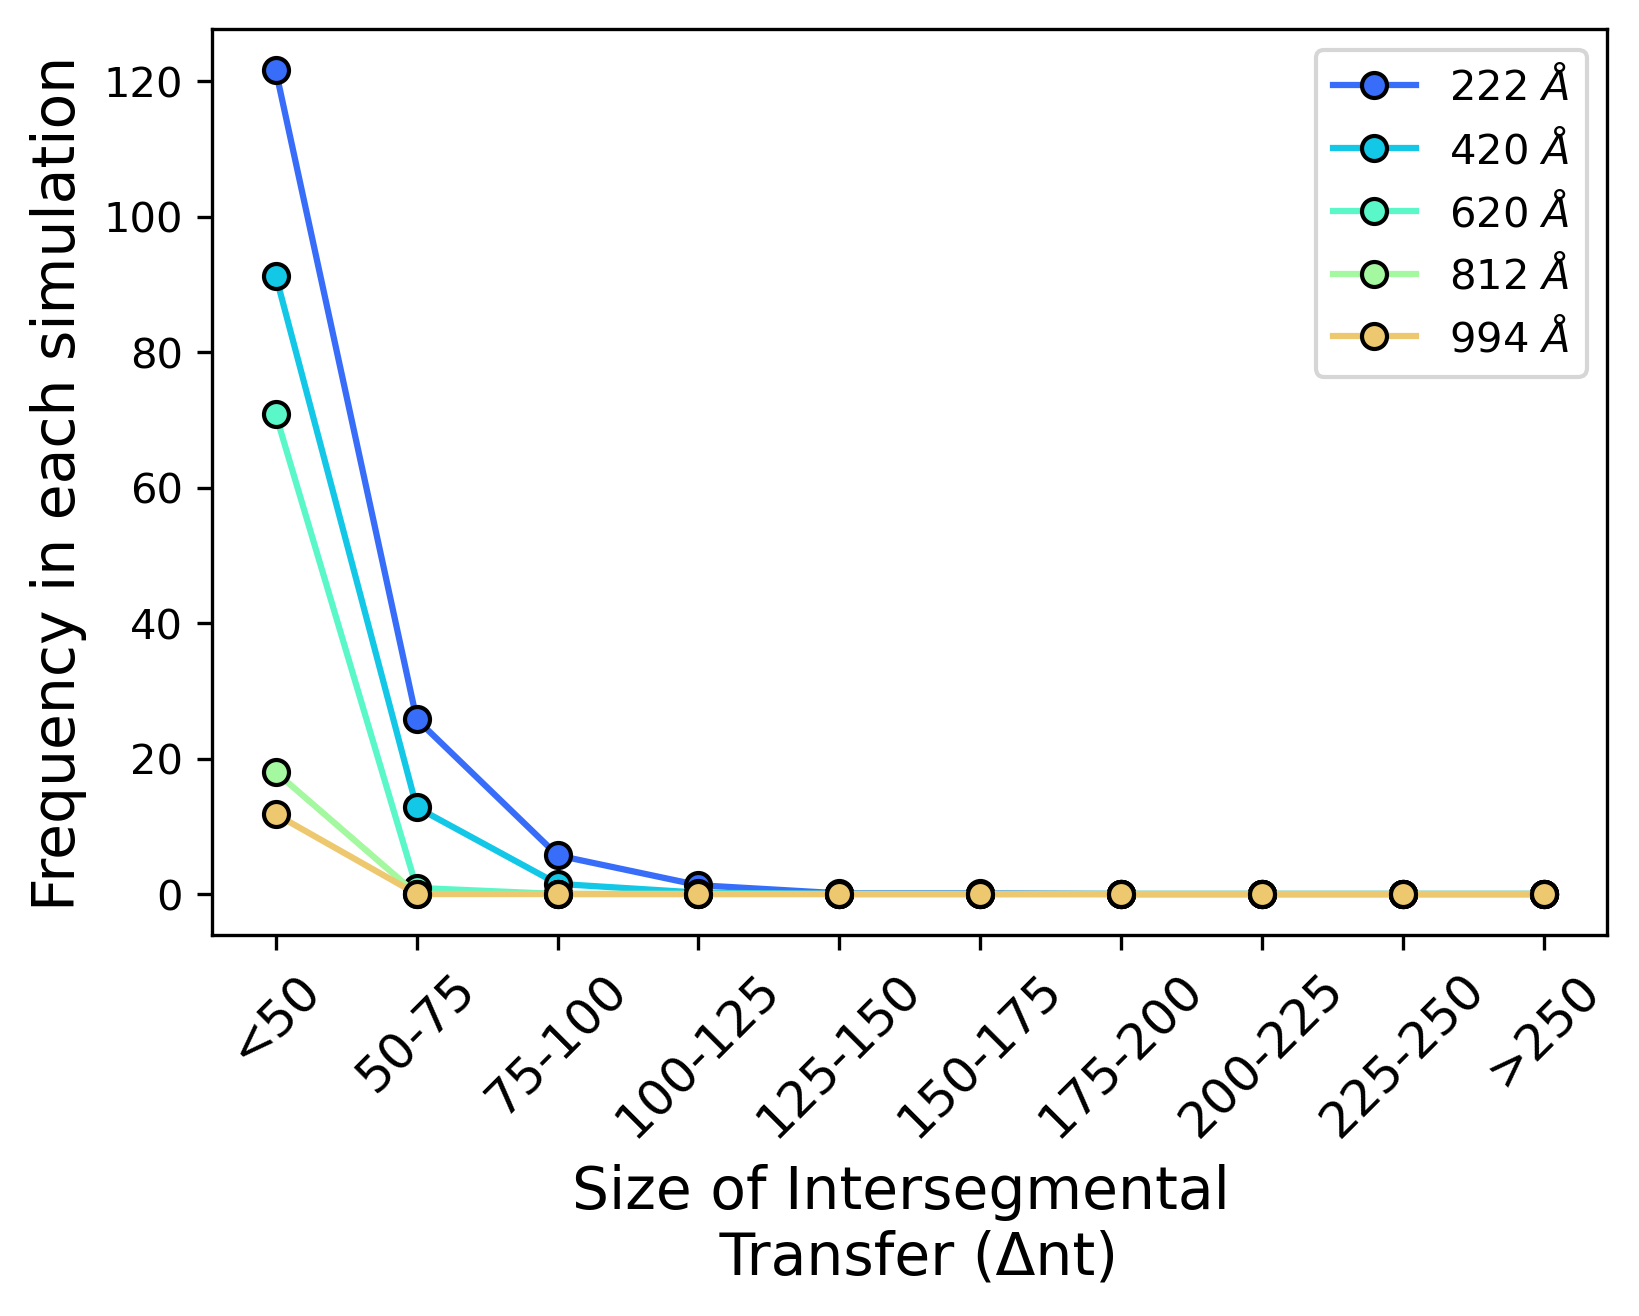 Frequency in each simulation
120
100
80
60
40
20
0
222 Å
420 Å
620 Å
812 Å
994 Å
<50
50-75
75-100
100-125
125-150
150-175
175-200
200-225
225-250
>250
Size of Intersegmental
Transfer (Δnt)